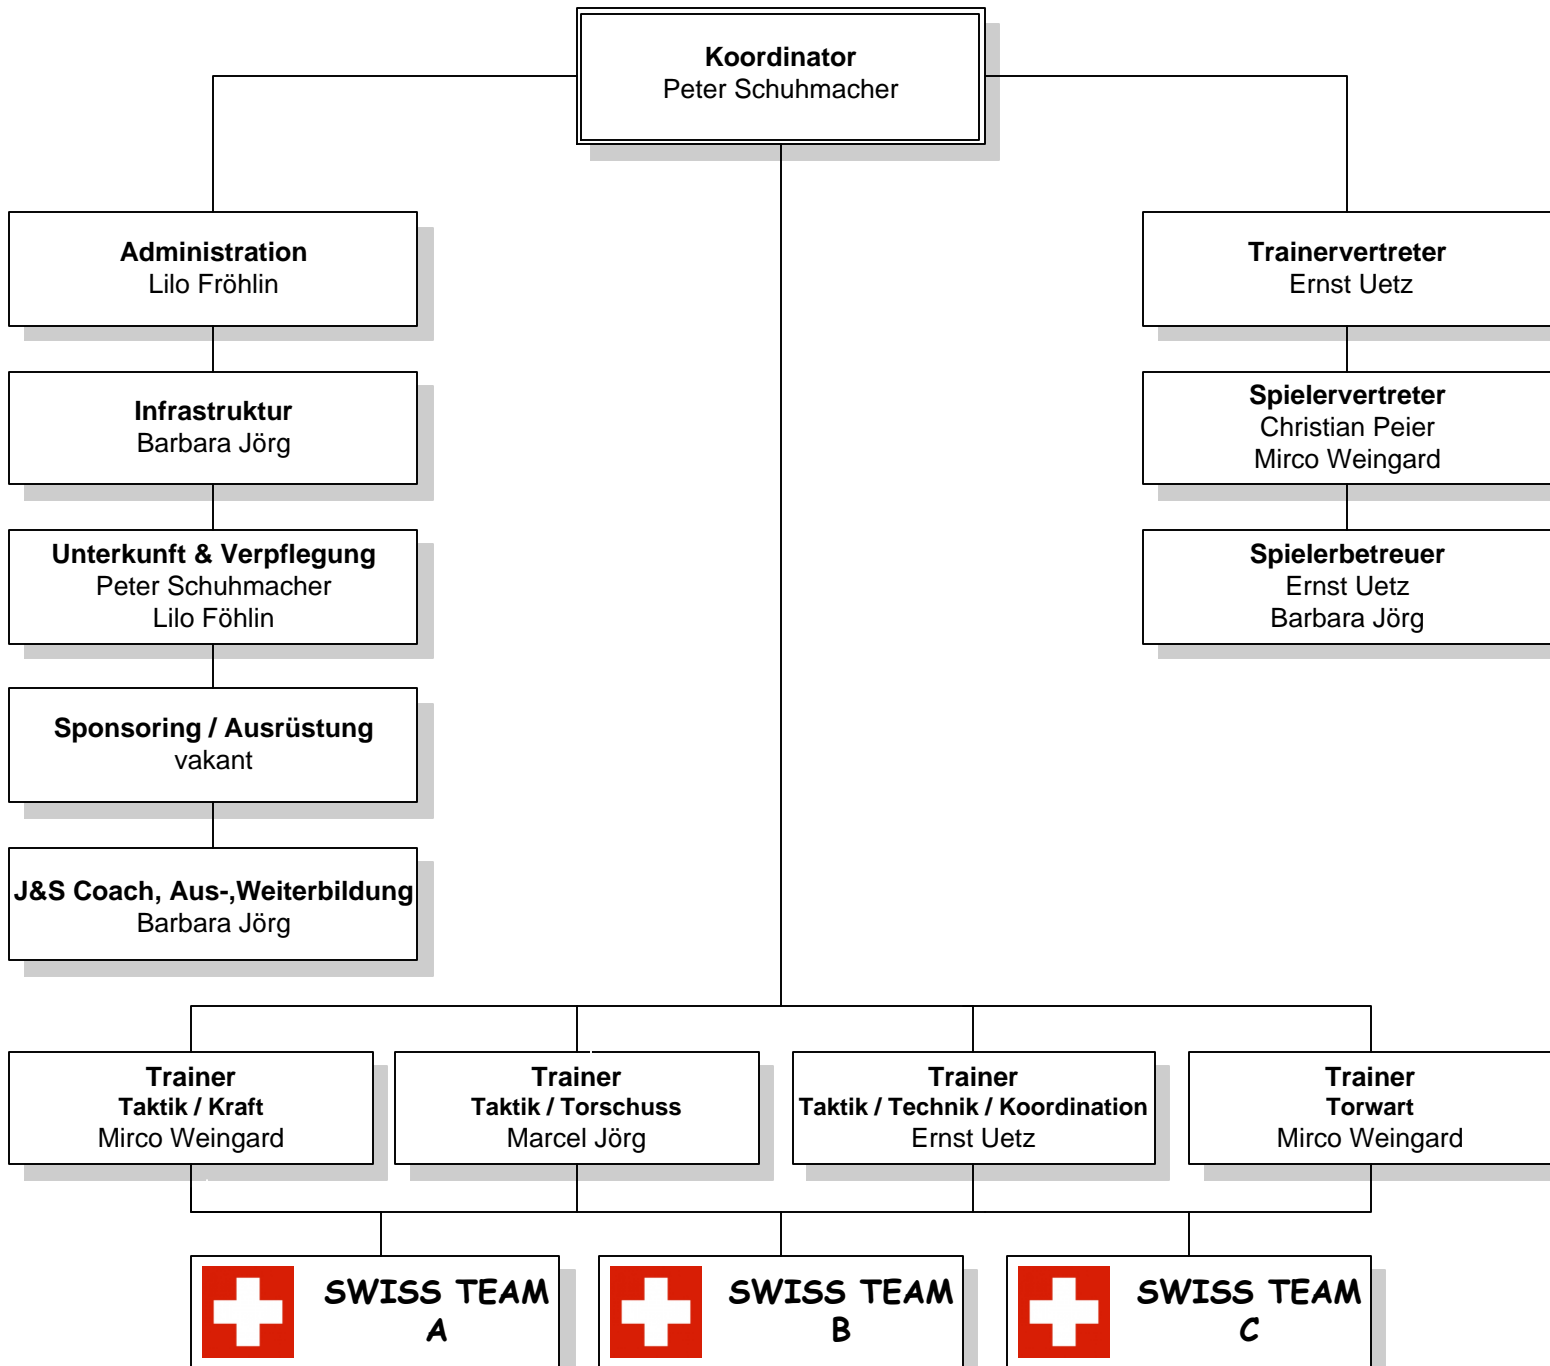 Koordinator
Peter Schuhmacher
Administration
Lilo Fröhlin
Infrastruktur
Barbara Jörg
Unterkunft & Verpflegung
Peter Schuhmacher
Lilo Föhlin
Sponsoring / Ausrüstung
vakant
J&S Coach, Aus-,Weiterbildung
Barbara Jörg
Trainervertreter
Ernst Uetz
Spielervertreter
Christian Peier
Mirco Weingard
Spielerbetreuer
Ernst Uetz
Barbara Jörg
Trainer
Taktik / Kraft
Mirco Weingard
Trainer
Taktik / Torschuss
Marcel Jörg
Trainer
Taktik / Technik / Koordination
Ernst Uetz
Trainer
Torwart
Mirco Weingard
SWISS TEAM
A
SWISS TEAM
B
SWISS TEAM
C